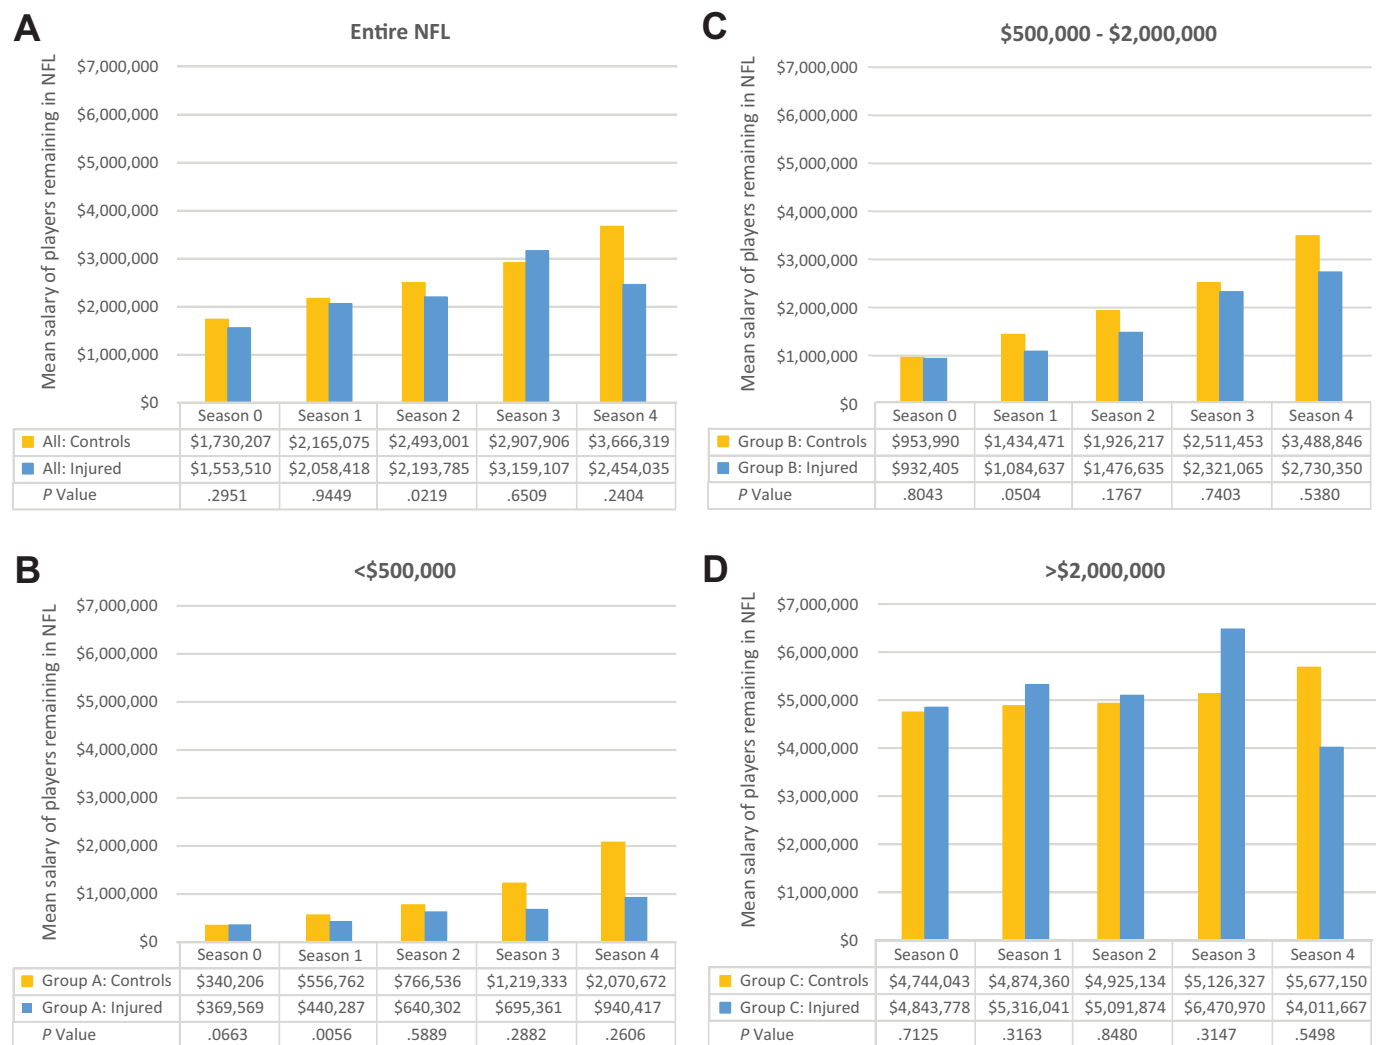 A
Entire NFL
Mean salary of players remaining in NFL
$7,000,000
$6,000,000
$5,000,000
$4,000,000
$3,000,000
$2,000,000
$1,000,000
$0
Season 0 Season 1 Season 2 Season 3 Season 4
All: Controls $1,730,207 $2,165,075 $2,493,001 $2,907,906 $3,666,319
All: Injured $1,553,510 $2,058,418 $2,193,785 $3,159,107 $2,454,035
P Value .2951 .9449 .0219 .6509 .2404
B
<$500,000
Mean salary of players remaining in NFL
$7,000,000
$6,000,000
$5,000,000
$4,000,000
$3,000,000
$2,000,000
$1,000,000
$0
Season 0 Season 1 Season 2 Season 3 Season 4
Group A: Controls $340,206 $556,762 $766,536 $1,219,333 $2,070,672
Group A: Injured $369,569 $440,287 $640,302 $695,361 $940,417
P Value .0663 .0056 .5889 .2882 .2606
C
$500,000 - $2,000,000
Mean salary of players remaining in NFL
$7,000,000
$6,000,000
$5,000,000
$4,000,000
$3,000,000
$2,000,000
$1,000,000
$0
Season 0 Season 1 Season 2 Season 3 Season 4
Group B: Controls $953,990 $1,434,471 $1,926,217 $2,511,453 $3,488,846
Group B: Injured $932,405 $1,084,637 $1,476,635 $2,321,065 $2,730,350
P Value .8043 .0504 .1767 .7403 .5380
D
>$2,000,000
Mean salary of players remaining in NFL
$7,000,000
$6,000,000
$5,000,000
$4,000,000
$3,000,000
$2,000,000
$1,000,000
$0
Season 0 Season 1 Season 2 Season 3 Season 4
Group C: Controls $4,744,043 $4,874,360 $4,925,134 $5,126,327 $5,677,150
Group C: Injured $4,843,778 $5,316,041 $5,091,874 $6,470,970 $4,011,667
P Value .7125 .3163 .8480 .3147 .5498